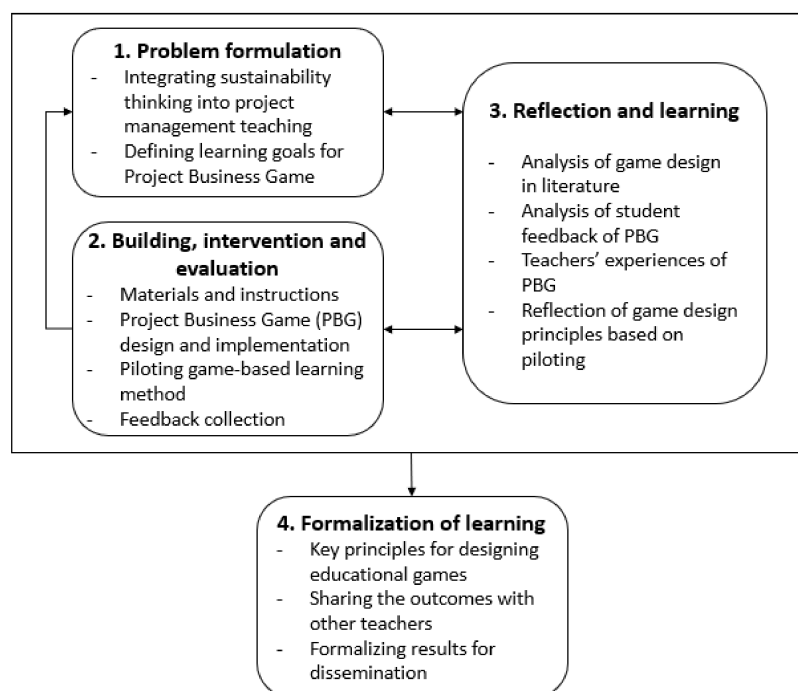 1. Problem formulation
- Integrating sustainability
thinking into project
management teaching
- Defining learning goals for
Project Business Game
2. Building, intervention and
evaluation
- Materials and instructions
- Project Business Game (PBG)
design and implementation
- Piloting game-based learning
method
- Feedback collection
3. Reflection and learning
- Analysis of game design
in literature
- Analysis of student
feedback of PBG
- Teachers’ experiences of
PBG
- Reflection of game design
principles based on
piloting
4. Formalization of learning
- Key principles for designing
educational games
- Sharing the outcomes with
other teachers
- Formalizing results for
dissemination